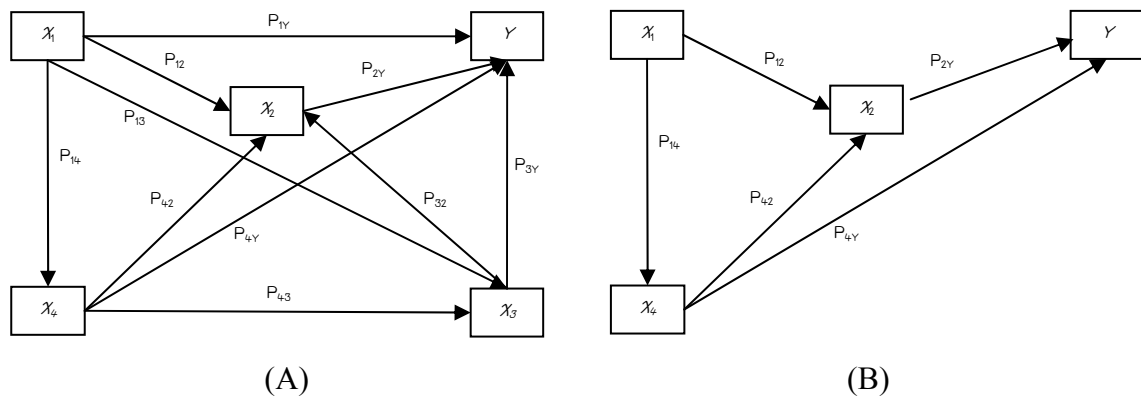 X₁
P₁Y
Y
P₁₂
P₂Y
X₂
P₁₃
P₁₄
P₃Y
P₄₂
P₃₂
P₄Y
P₄₃
X₄
X₃
(A)
X₁
Y
P₁₂
P₂Y
X₂
P₁₄
P₄₂
P₄Y
X₄
(B)